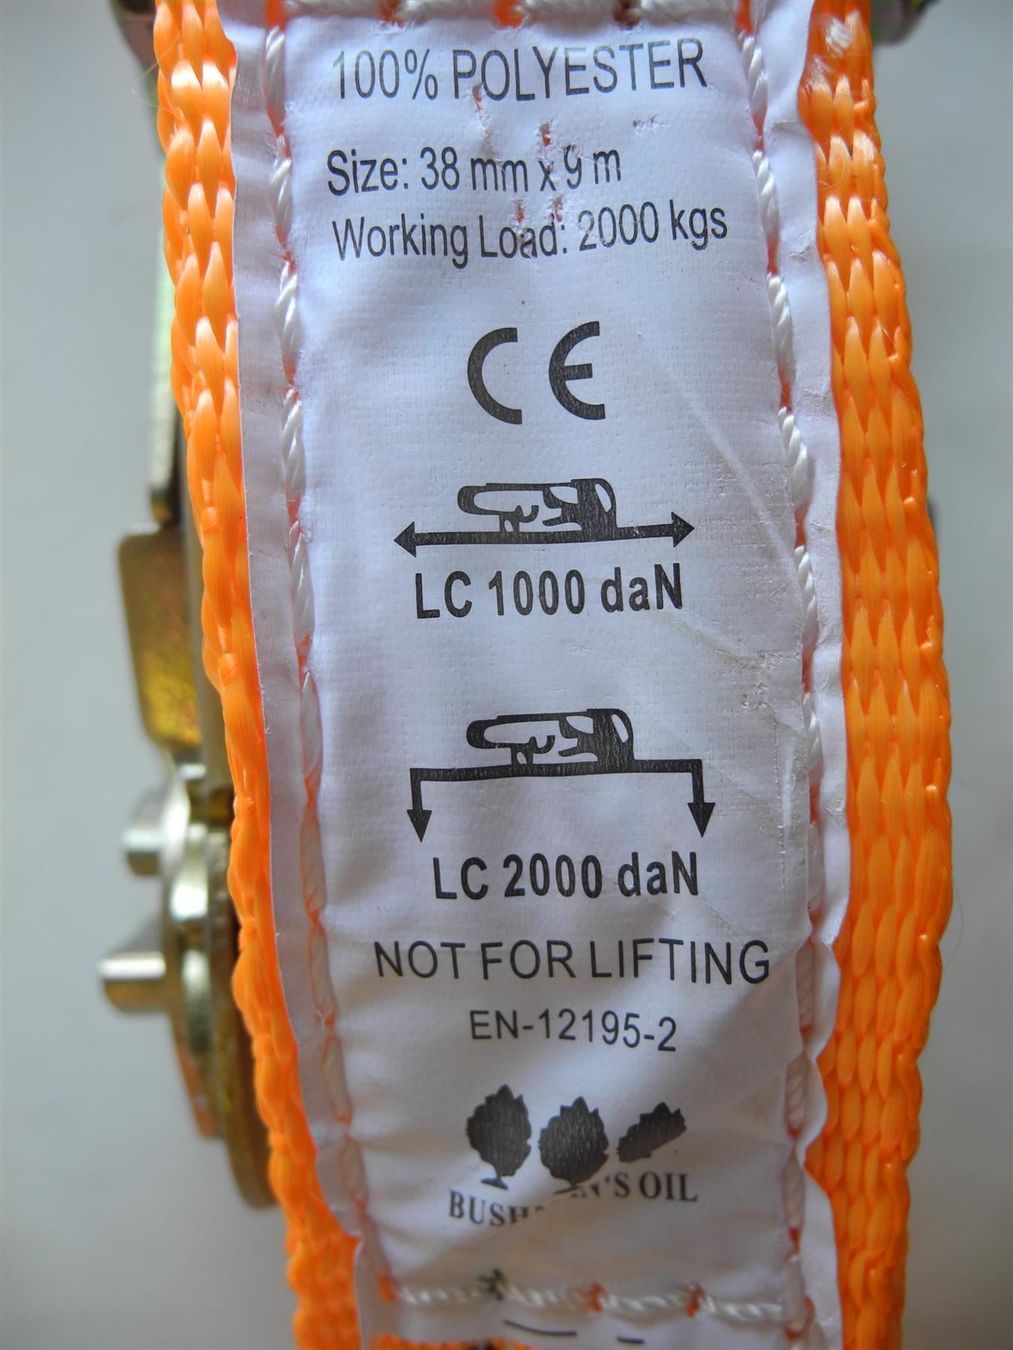 100% POLYESTER
Size: 38 mm x 9 m
Working Load: 2000 kgs
CE
LC 1000 daN
LC 2000 daN
NOT FOR LIFTING
EN-12195-2
OIL